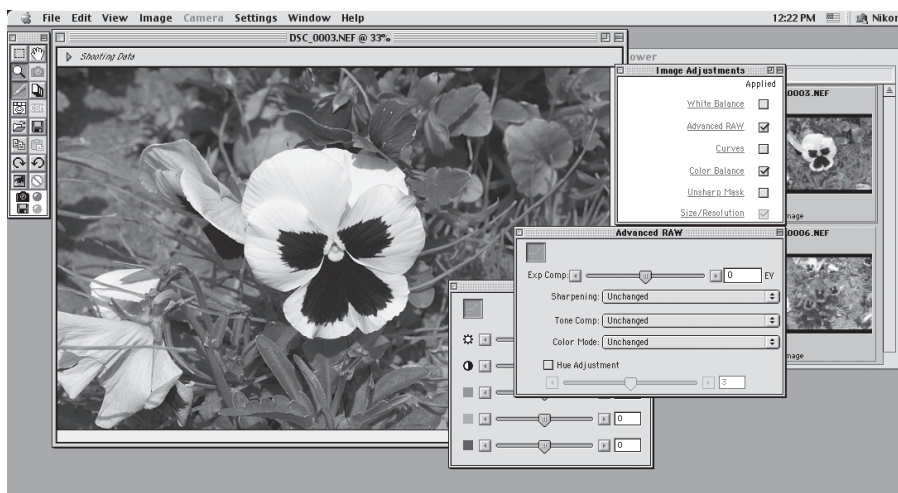 File Edit View Image Camera Settings Window Help 12:22 PM Nikon
DSC_0003.NEF @ 33%
Shooting Data
CSM
ower
Image Adjustments
Applied
White Balance
Advanced RAW
Curves
Color Balance
Unsharp Mask
Size/Resolution
0003.NEF
mage
0006.NEF
mage
Advanced RAW
Exp Comp: 0 EV
Sharpening: Unchanged
Tone Comp: Unchanged
Color Mode: Unchanged
Hue Adjustment
3
0
0